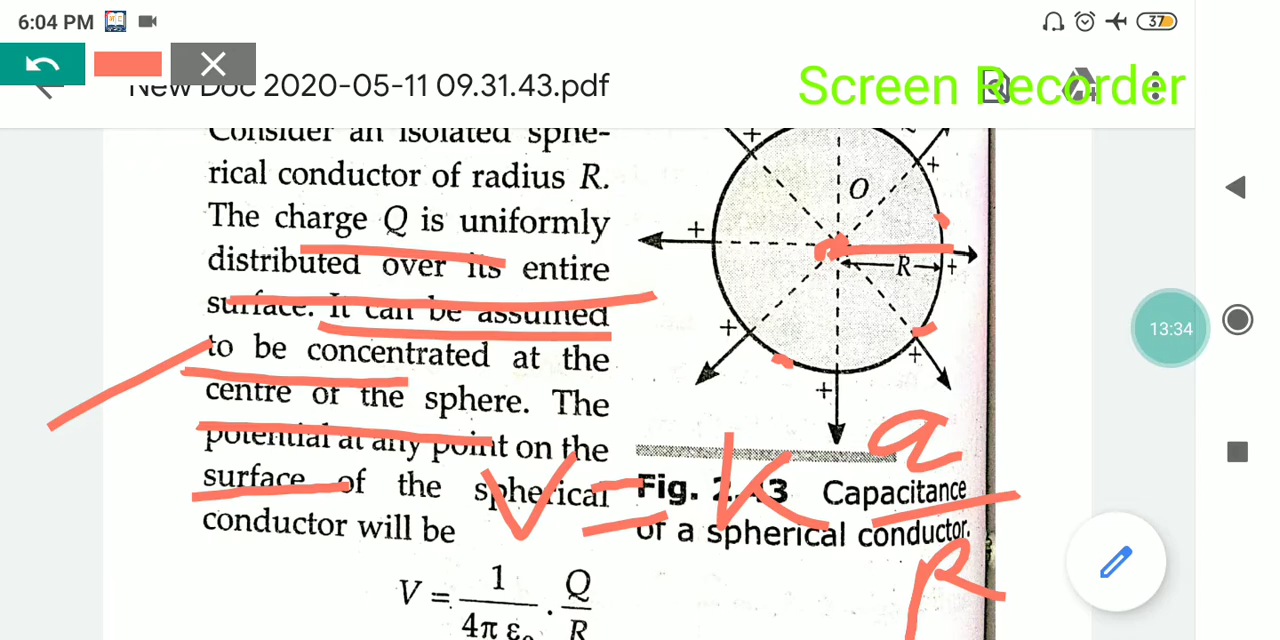 6:04 PM
37
New Doc 2020-05-11 09.31.43.pdf
Screen Recorder
Consider an isolated sphe-
rical conductor of radius R.
The charge Q is uniformly
distributed over its entire
surface. It can be assumed
to be concentrated at the
centre of the sphere. The
potential at any point on the
surface of the spherical
conductor will be
V = 1/4π ε₀ . Q/R
+
+
O
+
R
+
+
+
+
Fig. 2.43 Capacitance
of a spherical conductor.
V = K Q/R
13:34